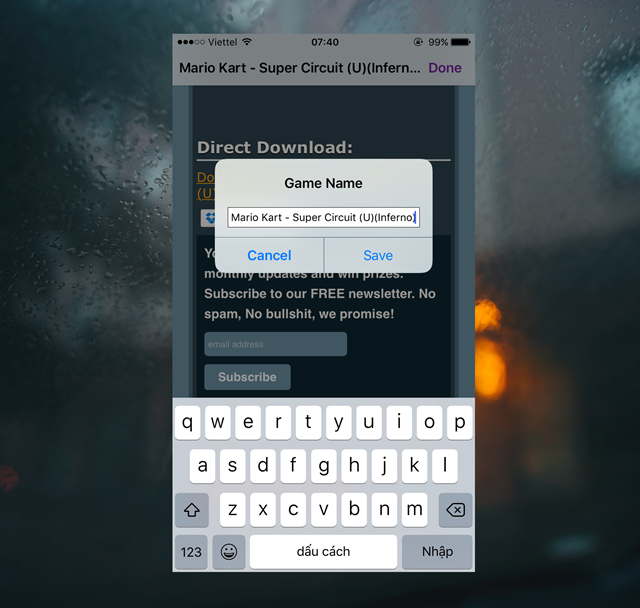 Viettel 07:40 99%
Mario Kart - Super Circuit (U)(Infern... Done
Direct Download:
Do
(U)
Game Name
Mario Kart - Super Circuit (U)(Inferno)
Cancel Save
monthly updates and win prizes.
Subscribe to our FREE newsletter. No
spam, No bullshit, we promise!
email address
Subscribe
q w e r t y u i o p
a s d f g h j k l
z x c v b n m
123 dấu cách Nhập